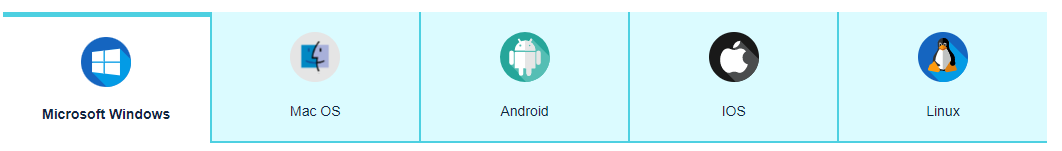 Microsoft Windows
Mac OS
Android
IOS
Linux